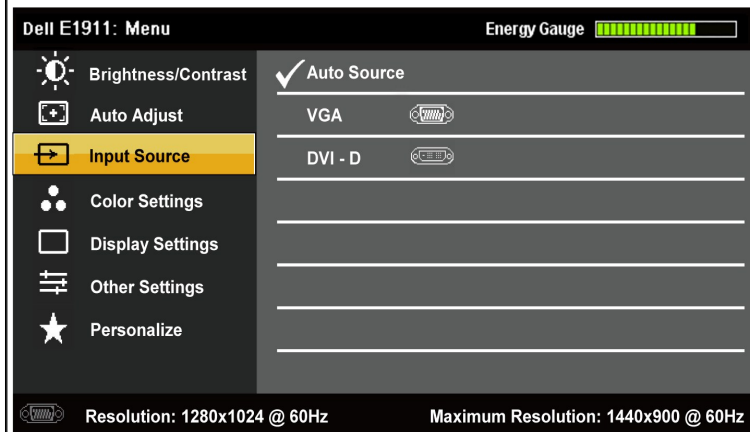 Dell E1911: Menu Energy Gauge
Brightness/Contrast Auto Source
Auto Adjust VGA
Input Source DVI - D
Color Settings
Display Settings
Other Settings
Personalize
Resolution: 1280x1024 @ 60Hz Maximum Resolution: 1440x900 @ 60Hz